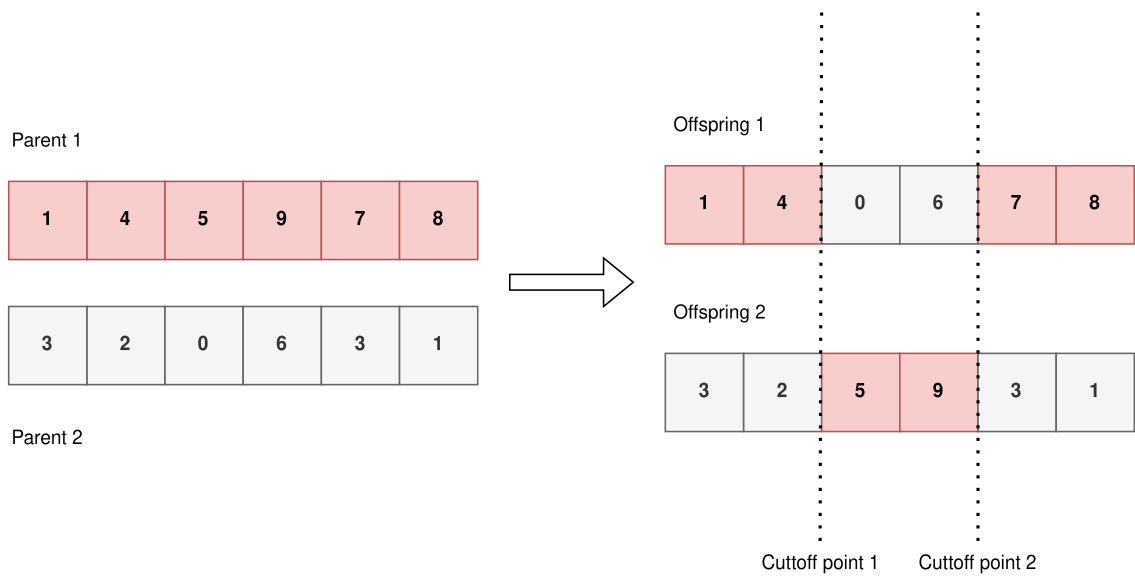 Parent 1
1 4 5 9 7 8
3 2 0 6 3 1
Parent 2
Offspring 1
1 4 0 6 7 8
Offspring 2
3 2 5 9 3 1
Cuttoff point 1 Cuttoff point 2